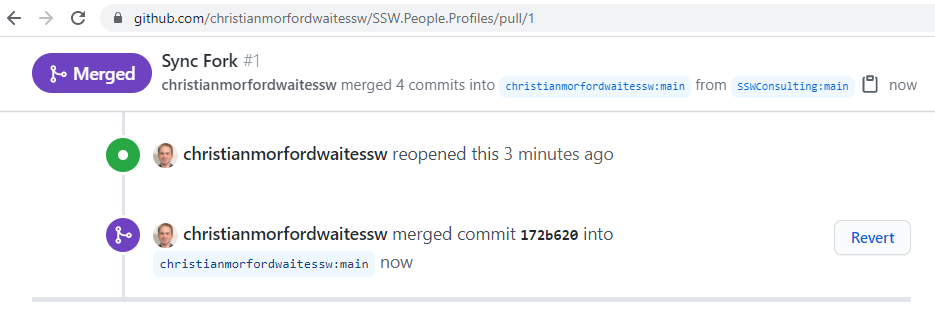 github.com/christianmorfordwaitessw/SSW.People.Profiles/pull/1
Merged
Sync Fork #1
christianmorfordwaitessw merged 4 commits into christianmorfordwaitessw:main from SSWConsulting:main now
christianmorfordwaitessw reopened this 3 minutes ago
christianmorfordwaitessw merged commit 172b620 into
christianmorfordwaitessw:main now
Revert